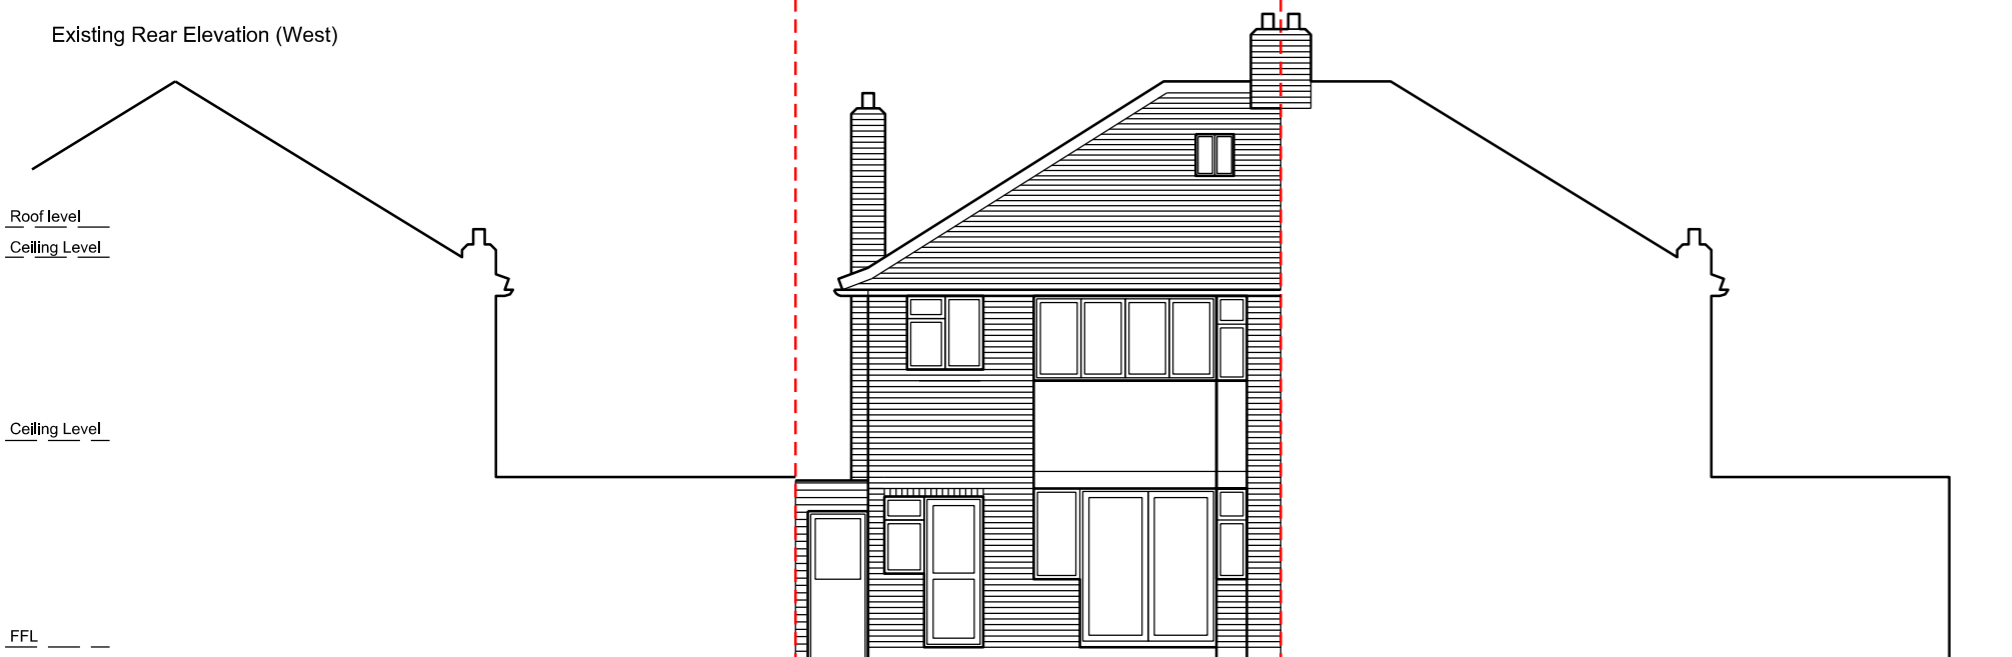 Existing Rear Elevation (West)
Roof level
Ceiling Level
Ceiling Level
FFL